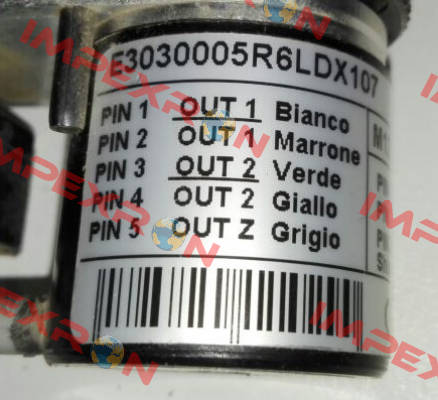 E3030005R6LDX107
PIN 1 OUT 1 Bianco
PIN 2 OUT 1 Marrone
PIN 3 OUT 2 Verde
PIN 4 OUT 2 Giallo
PIN 5 OUT Z Grigio
IMPEXRON